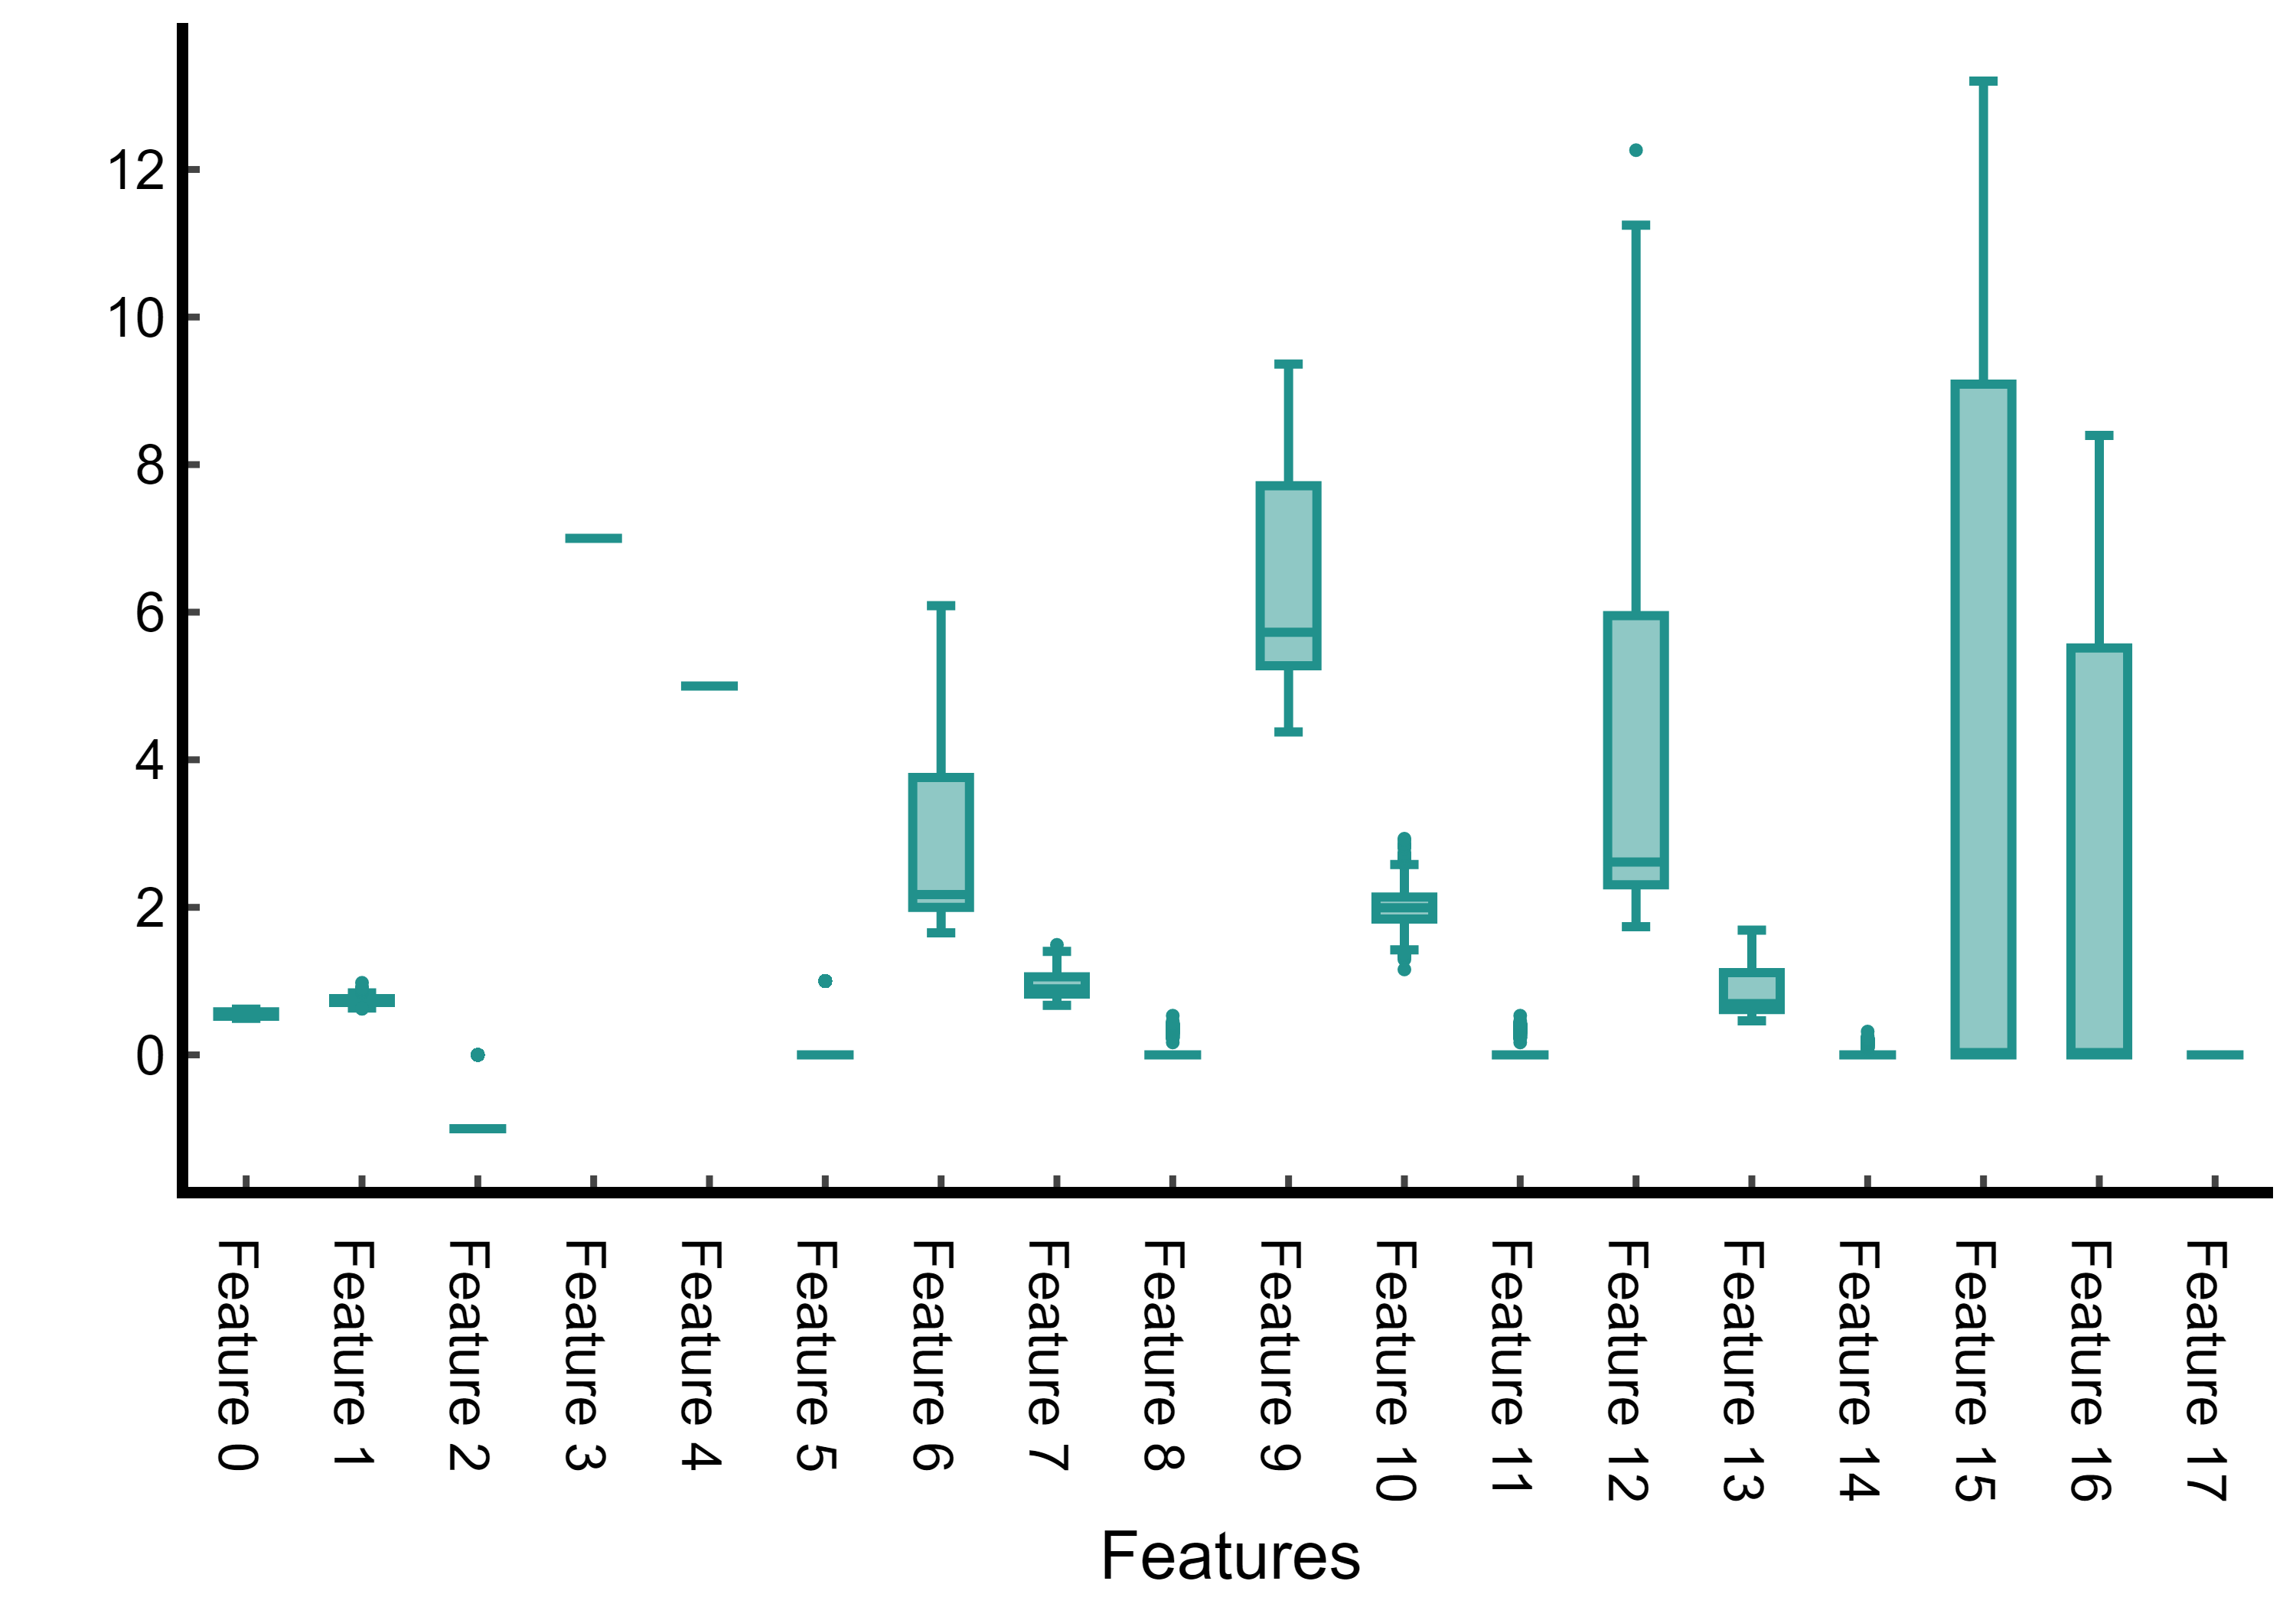 12
10
8
6
4
2
0
Feature 0
Feature 1
Feature 2
Feature 3
Feature 4
Feature 5
Feature 6
Feature 7
Feature 8
Feature 9
Feature 10
Feature 11
Feature 12
Feature 13
Feature 14
Feature 15
Feature 16
Feature 17
Features